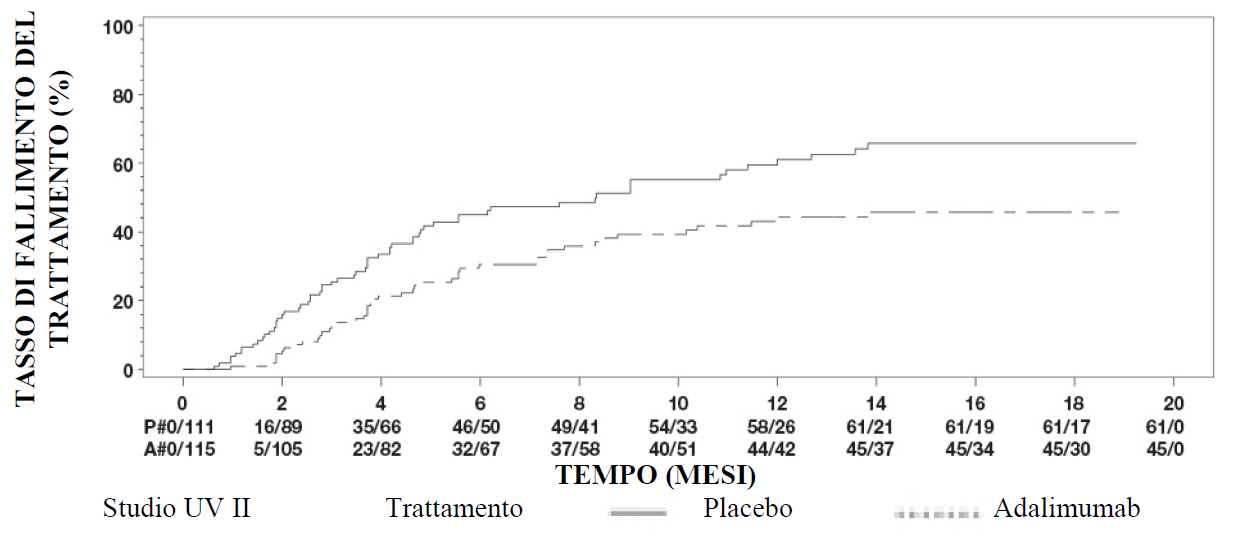 TASSO DI FALLIMENTO DEL
TRATTAMENTO (%)
100
80
60
40
20
0
0 2 4 6 8 10 12 14 16 18 20
P#0/111 16/89 35/66 46/50 49/41 54/33 58/26 61/21 61/19 61/17 61/0
A#0/115 5/105 23/82 32/67 37/58 40/51 44/42 45/37 45/34 45/30 45/0
TEMPO (MESI)
Studio UV II Trattamento Placebo Adalimumab